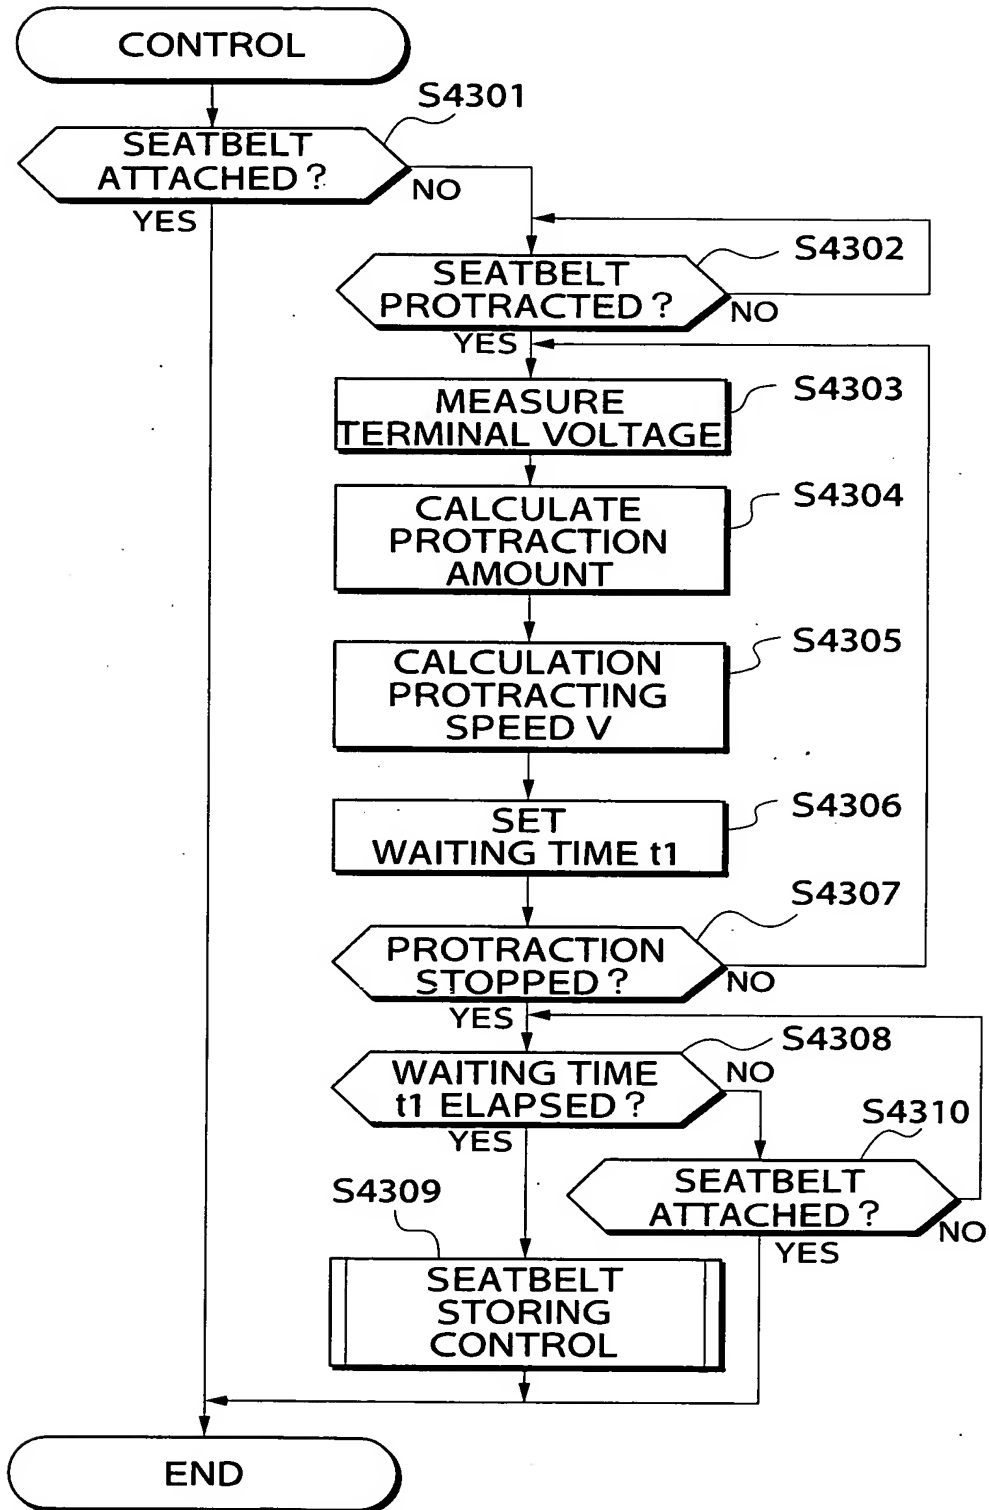 CONTROL
S4301
SEATBELT
ATTACHED?
NO
YES
S4302
SEATBELT
PROTRACTED?
NO
YES
S4303
MEASURE
TERMINAL VOLTAGE
S4304
CALCULATE
PROTRACTION
AMOUNT
S4305
CALCULATION
PROTRACTING
SPEED V
S4306
SET
WAITING TIME t1
S4307
PROTRACTION
STOPPED?
NO
YES
S4308
WAITING TIME
t1 ELAPSED?
NO
YES
S4310
SEATBELT
ATTACHED?
NO
YES
S4309
SEATBELT
STORING
CONTROL
END